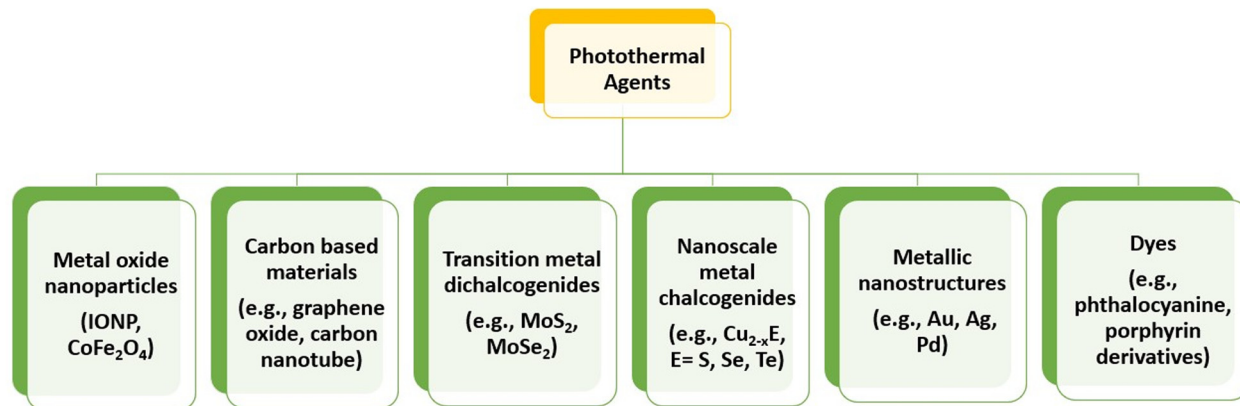 Photothermal
Agents
Metal oxide
nanoparticles
(IONP,
CoFe₂O₄)
Carbon based
materials
(e.g., graphene
oxide, carbon
nanotube)
Transition metal
dichalcogenides
(e.g., MoS₂,
MoSe₂)
Nanoscale
metal
chalcogenides
(e.g., Cu₂₋ₓE,
E= S, Se, Te)
Metallic
nanostructures
(e.g., Au, Ag,
Pd)
Dyes
(e.g.,
phthalocyanine,
porphyrin
derivatives)